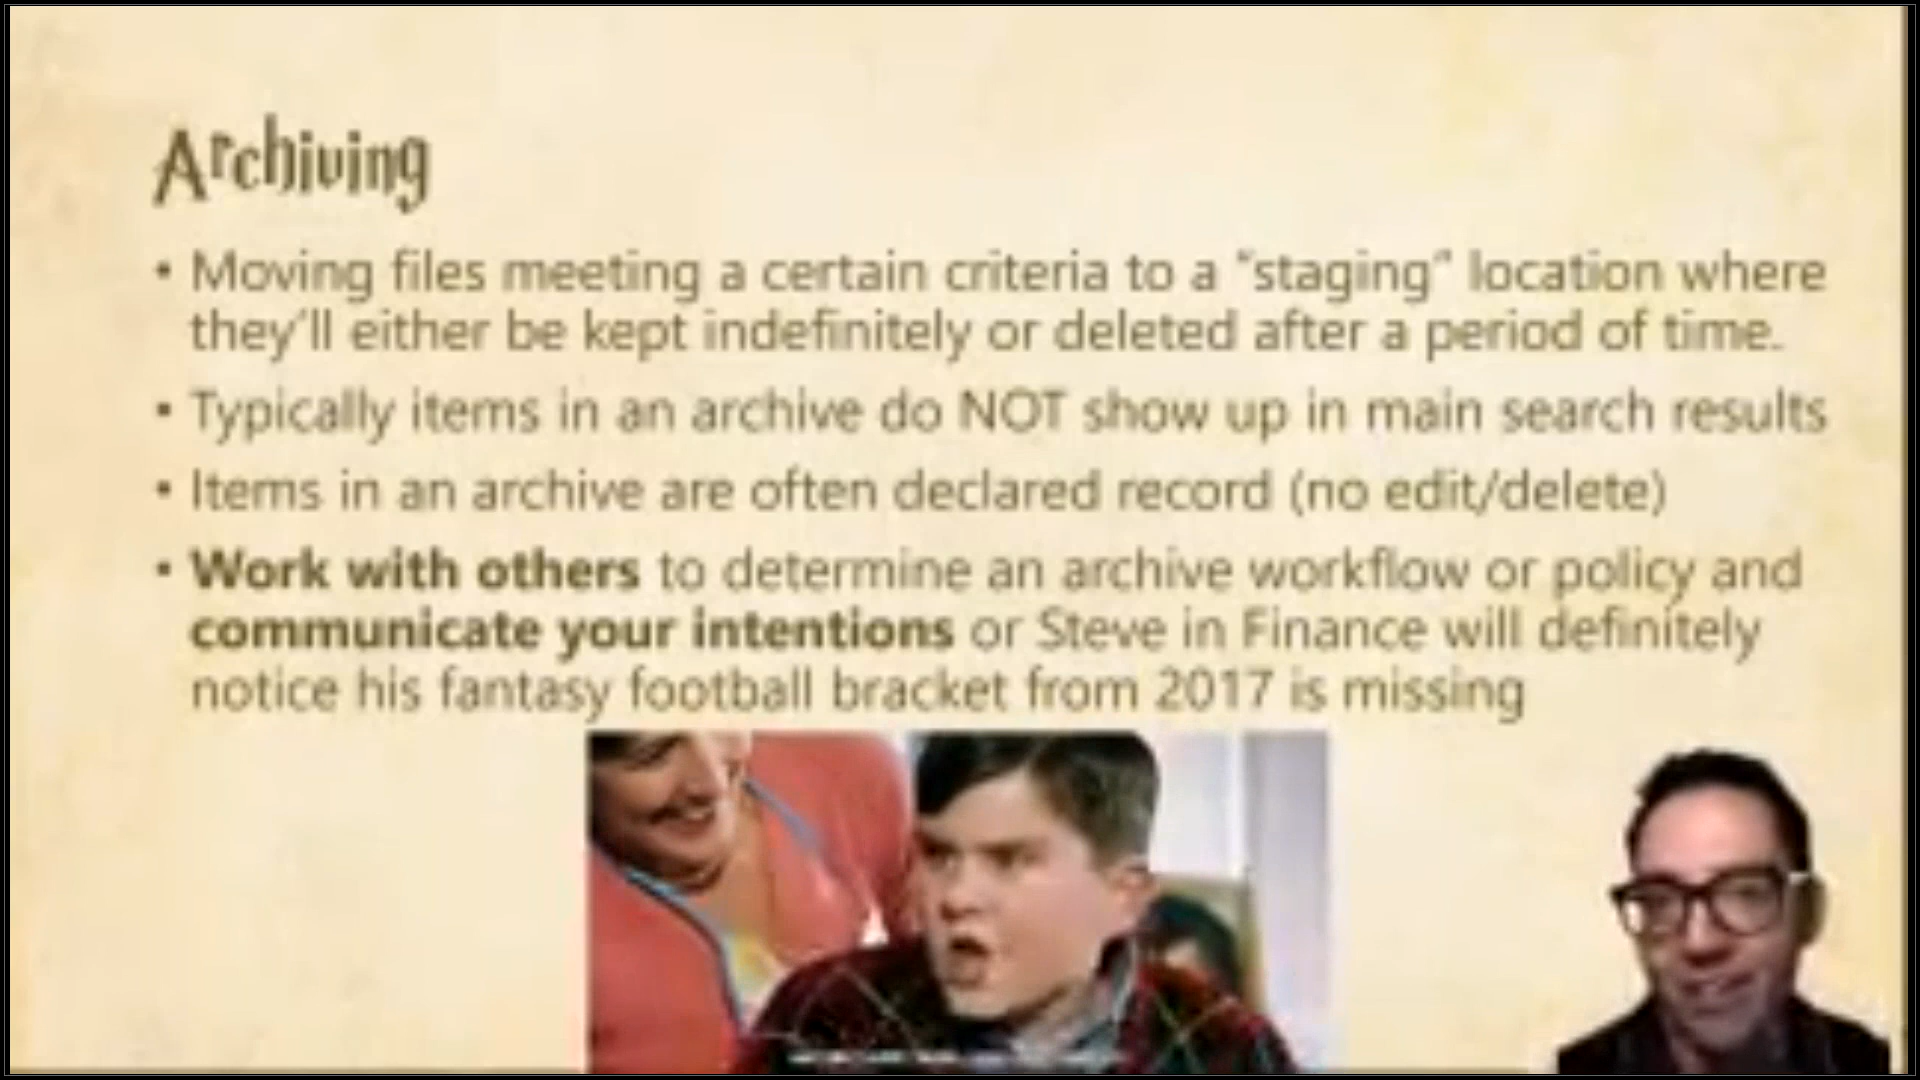 Archiving
• Moving files meeting a certain criteria to a “staging” location where
they’ll either be kept indefinitely or deleted after a period of time.
• Typically items in an archive do NOT show up in main search results
• Items in an archive are often declared record (no edit/delete)
• Work with others to determine an archive workflow or policy and
communicate your intentions or Steve in Finance will definitely
notice his fantasy football bracket from 2017 is missing